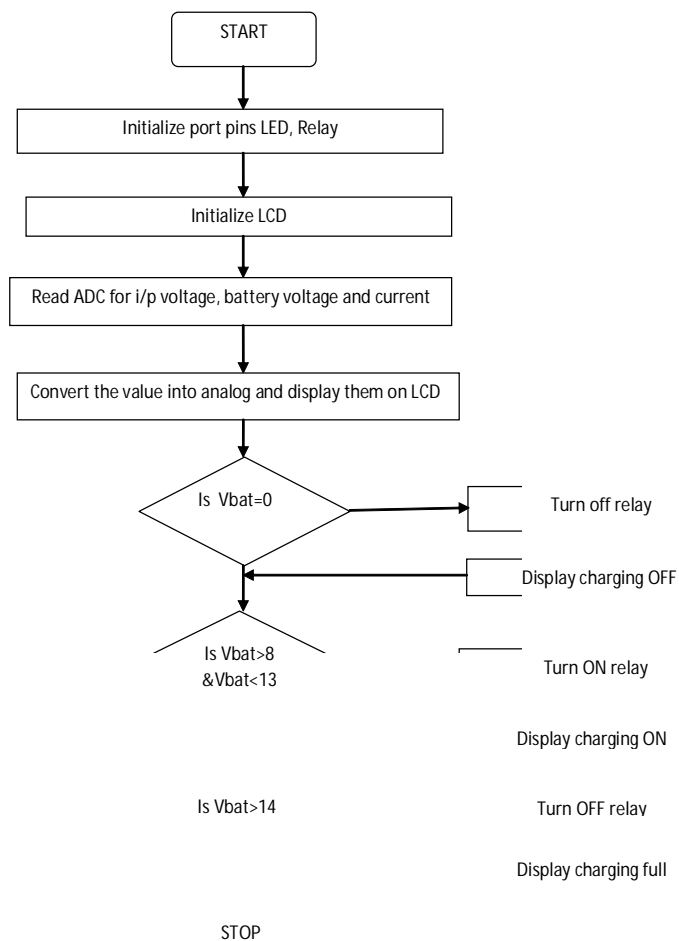 START
Initialize port pins LED, Relay
Initialize LCD
Read ADC for i/p voltage, battery voltage and current
Convert the value into analog and display them on LCD
Is Vbat=0
Turn off relay
Display charging OFF
Is Vbat>8
&Vbat<13
Turn ON relay
Display charging ON
Is Vbat>14
Turn OFF relay
Display charging full
STOP